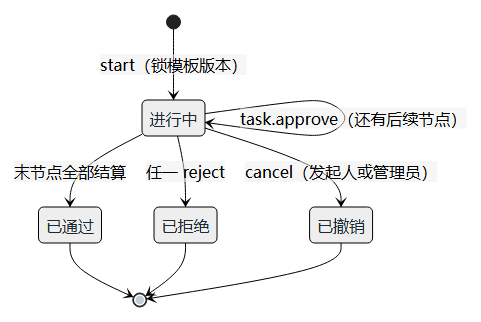 start（锁模板版本）
进行中
task.approve（还有后续节点）
末节点全部结算
任一 reject
cancel（发起人或管理员）
已通过
已拒绝
已撤销